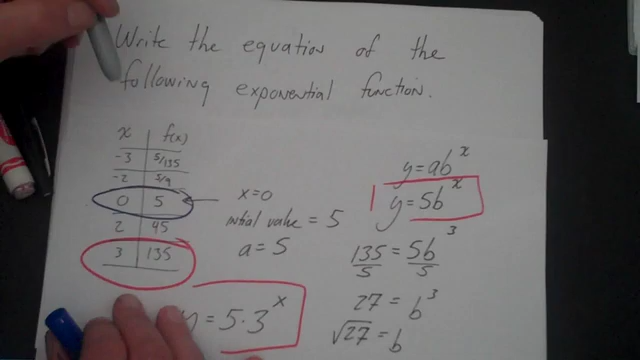 Write the equation of the
following exponential function.
x f(x)
-3 5/135
-2 5/9
0 5
2 45
3 135
x=0
initial value = 5
a = 5
y = 5·3^x
y = ab^x
y = 5b^x
135/5 = 5b^3/5
27 = b^3
√27 = b